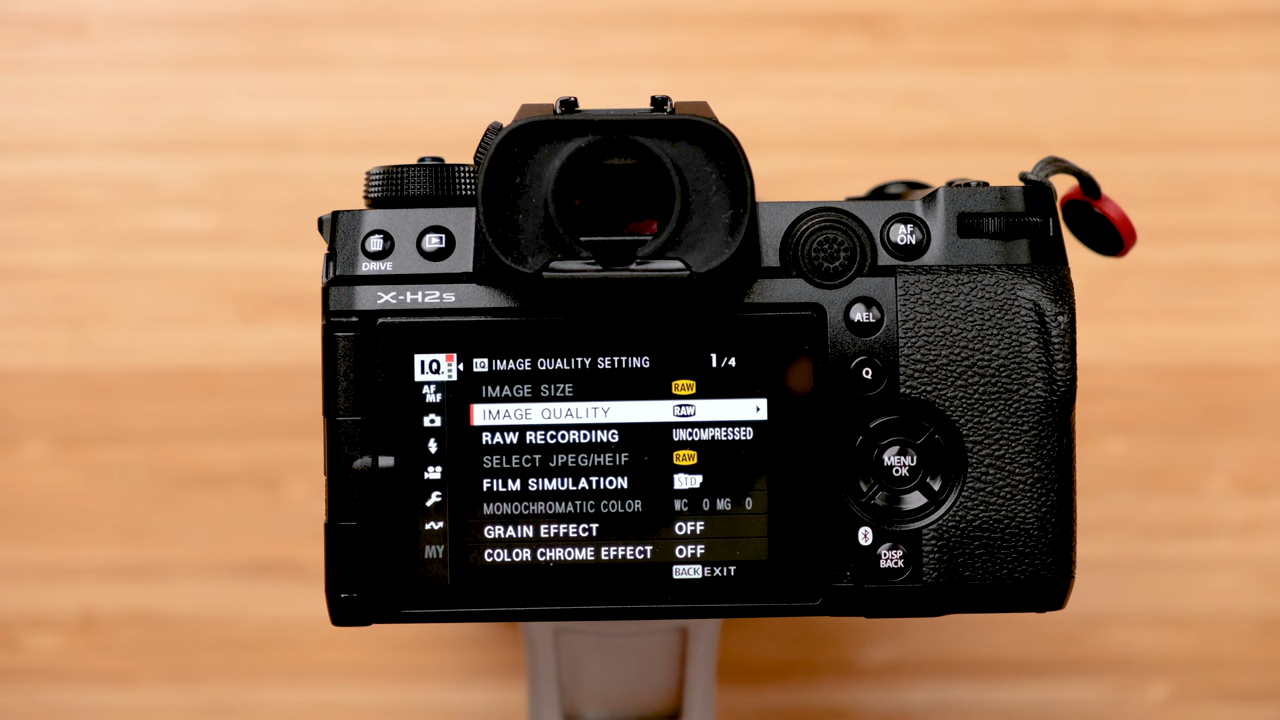 DRIVE
AF ON
X-H2s
AEL
Q
I.Q. IMAGE QUALITY SETTING 1/4
I.Q.
IMAGE SIZE RAW
AF MF
IMAGE QUALITY RAW
RAW RECORDING UNCOMPRESSED
SELECT JPEG/HEIF RAW
FILM SIMULATION STD
MONOCHROMATIC COLOR WC 0 MG 0
GRAIN EFFECT OFF
MY
COLOR CHROME EFFECT OFF
BACK EXIT
MENU
OK
DISP
BACK